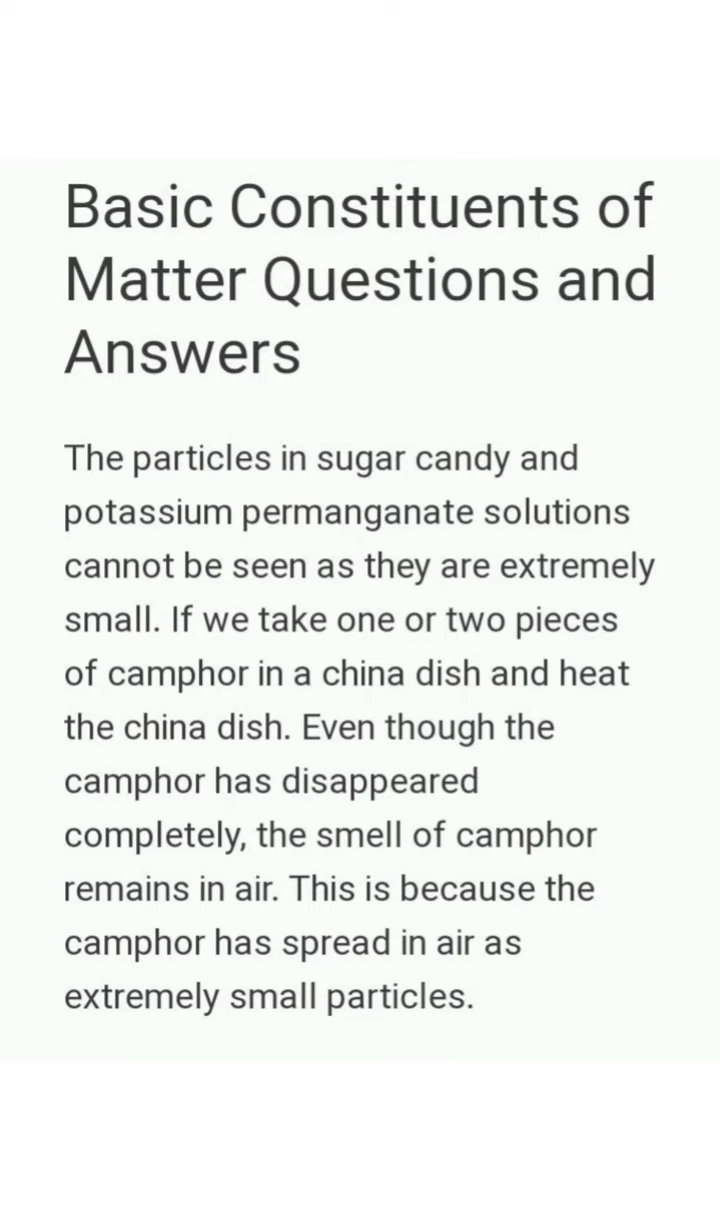 Basic Constituents of
Matter Questions and
Answers
The particles in sugar candy and
potassium permanganate solutions
cannot be seen as they are extremely
small. If we take one or two pieces
of camphor in a china dish and heat
the china dish. Even though the
camphor has disappeared
completely, the smell of camphor
remains in air. This is because the
camphor has spread in air as
extremely small particles.